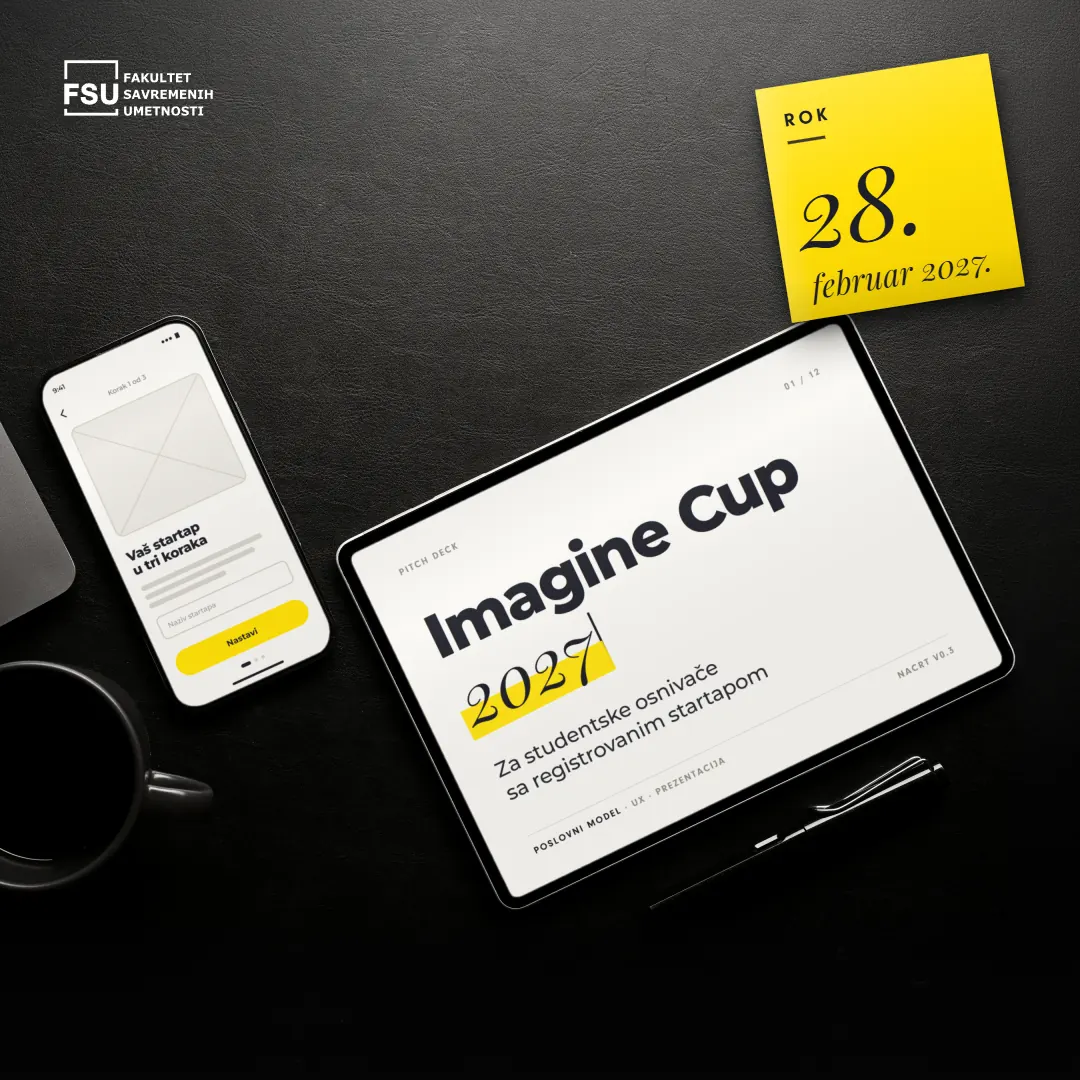 FSU
FAKULTET
SAVREMENIH
UMETNOSTI
ROK
28.
februar 2027.
9:41
Korak 1 od 3
Vaš startap
u tri koraka
Naziv startapa
Nastavi
01 / 12
PITCH DECK
Imagine Cup
2027
Za studentske osnivače
sa registrovanim startapom
NACRT V0.3
POSLOVNI MODEL · UX · PREZENTACIJA